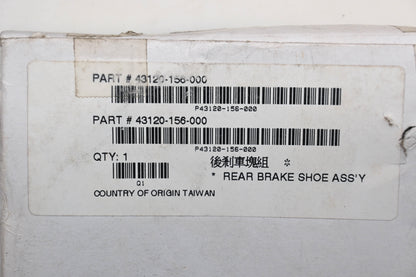 PART # 43120-156-000
P43120-156-000
PART # 43120-156-000
P43120-156-000
QTY: 1
Q1
後刹車塊組 *
* REAR BRAKE SHOE ASS'Y
COUNTRY OF ORIGIN TAIWAN